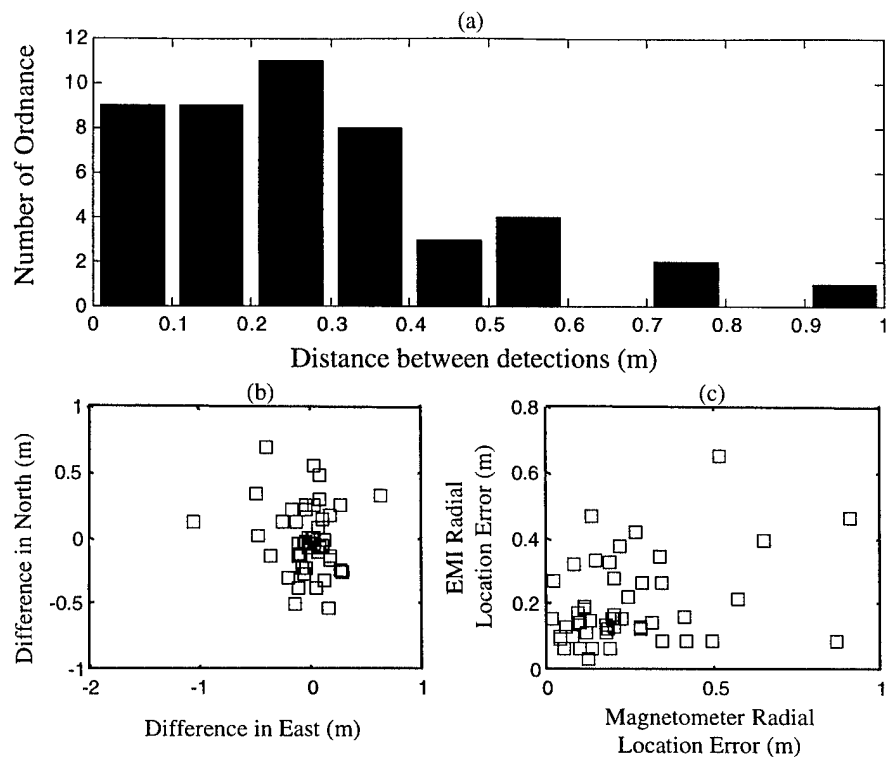 (a)
12
10
8
6
4
2
0
Number of Ordnance
0 0.1 0.2 0.3 0.4 0.5 0.6 0.7 0.8 0.9 1
Distance between detections (m)
(b)
1
0.5
0
-0.5
-1
Difference in North (m)
-2 -1 0 1
Difference in East (m)
(c)
0.8
0.6
0.4
0.2
0
EMI Radial
Location Error (m)
0 0.5 1
Magnetometer Radial
Location Error (m)